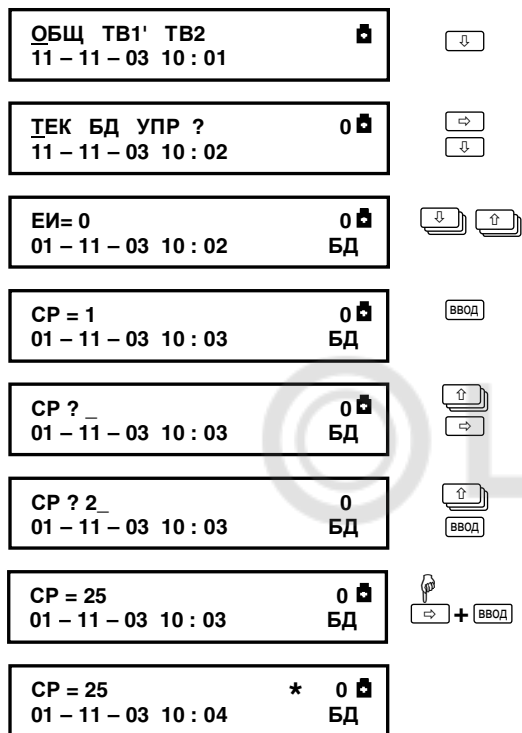 ОБЩ ТВ1' ТВ2
11 – 11 – 03 10 : 01
ТЕК БД УПР ? 0
11 – 11 – 03 10 : 02
ЕИ= 0 0
01 – 11 – 03 10 : 02 БД
СР = 1 0
01 – 11 – 03 10 : 03 БД
ВВОД
СР ? _ 0
01 – 11 – 03 10 : 03 БД
СР ? 2_ 0
01 – 11 – 03 10 : 03 БД
ВВОД
СР = 25 0
01 – 11 – 03 10 : 03 БД
+ ВВОД
СР = 25 * 0
01 – 11 – 03 10 : 04 БД